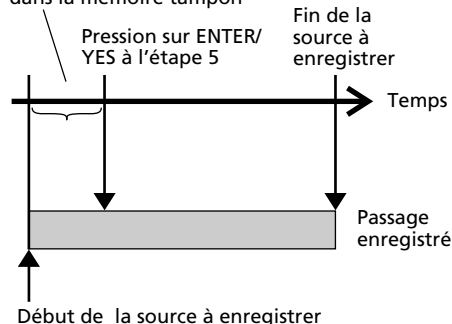 dans la mémoire tampon
Pression sur ENTER/
YES à l'étape 5
Fin de la
source à
enregistrer
Temps
Passage
enregistré
Début de la source à enregistrer